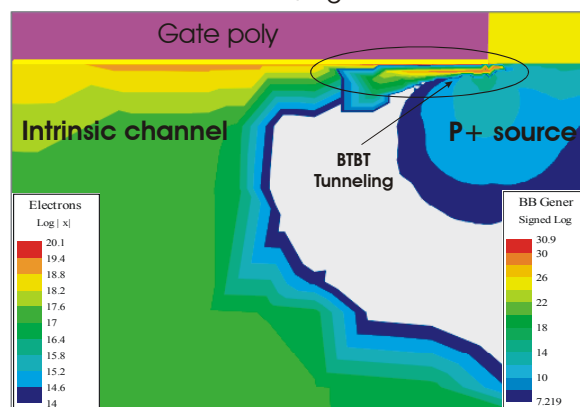 Gate poly
Intrinsic channel
P+ source
BTBT
Tunneling
Electrons
Log | x|
20.1
19.4
18.8
18.2
17.6
17
16.4
15.8
15.2
14.6
14
BB Gener
Signed Log
30.9
30
26
22
18
14
10
7.219